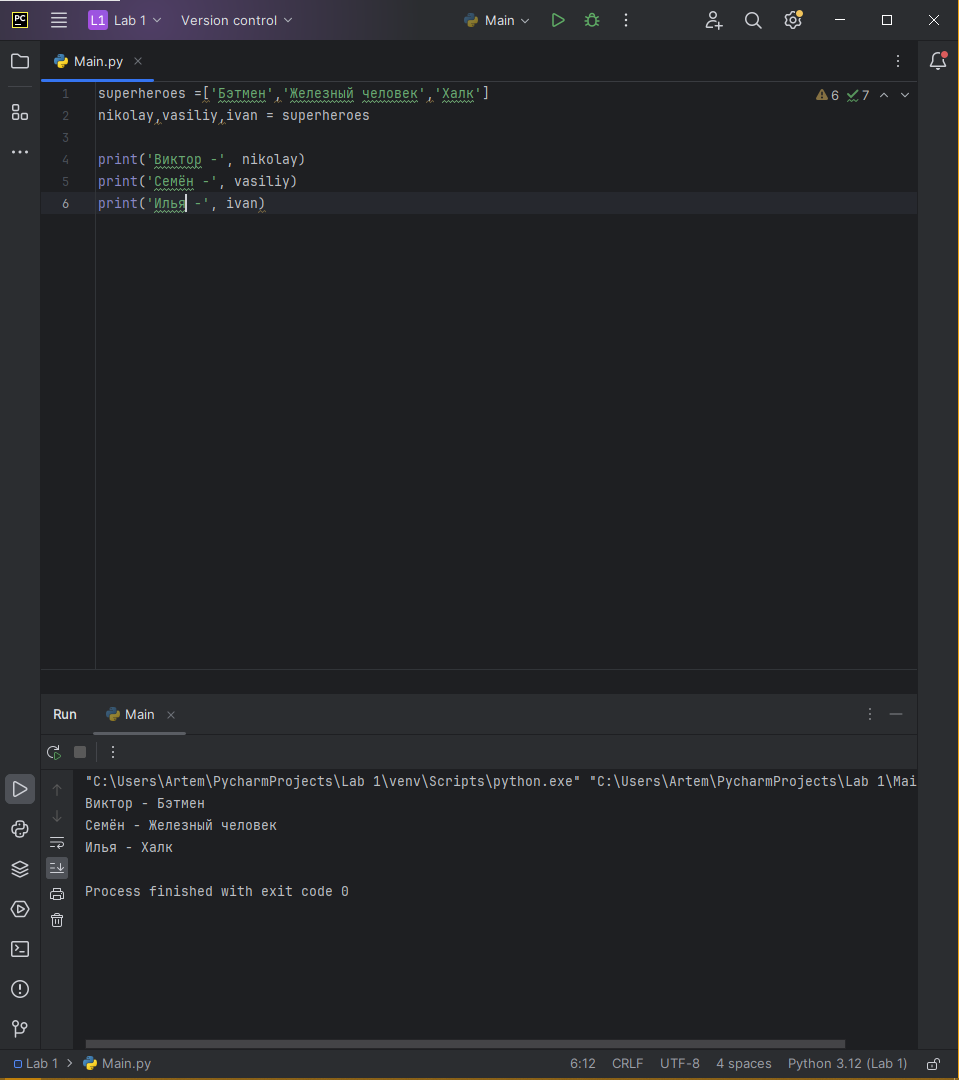 PC L1 Lab 1 Version control Main
Main.py
6 7
1 superheroes =['Бэтмен','Железный человек','Халк']
2 nikolay,vasiliy,ivan = superheroes
3
4 print('Виктор -', nikolay)
5 print('Семён -', vasiliy)
6 print('Илья -', ivan)
Run Main
"C:\Users\Artem\PycharmProjects\Lab 1\venv\Scripts\python.exe" "C:\Users\Artem\PycharmProjects\Lab 1\Mai
Виктор - Бэтмен
Семён - Железный человек
Илья - Халк
Process finished with exit code 0
Lab 1 Main.py 6:12 CRLF UTF-8 4 spaces Python 3.12 (Lab 1)